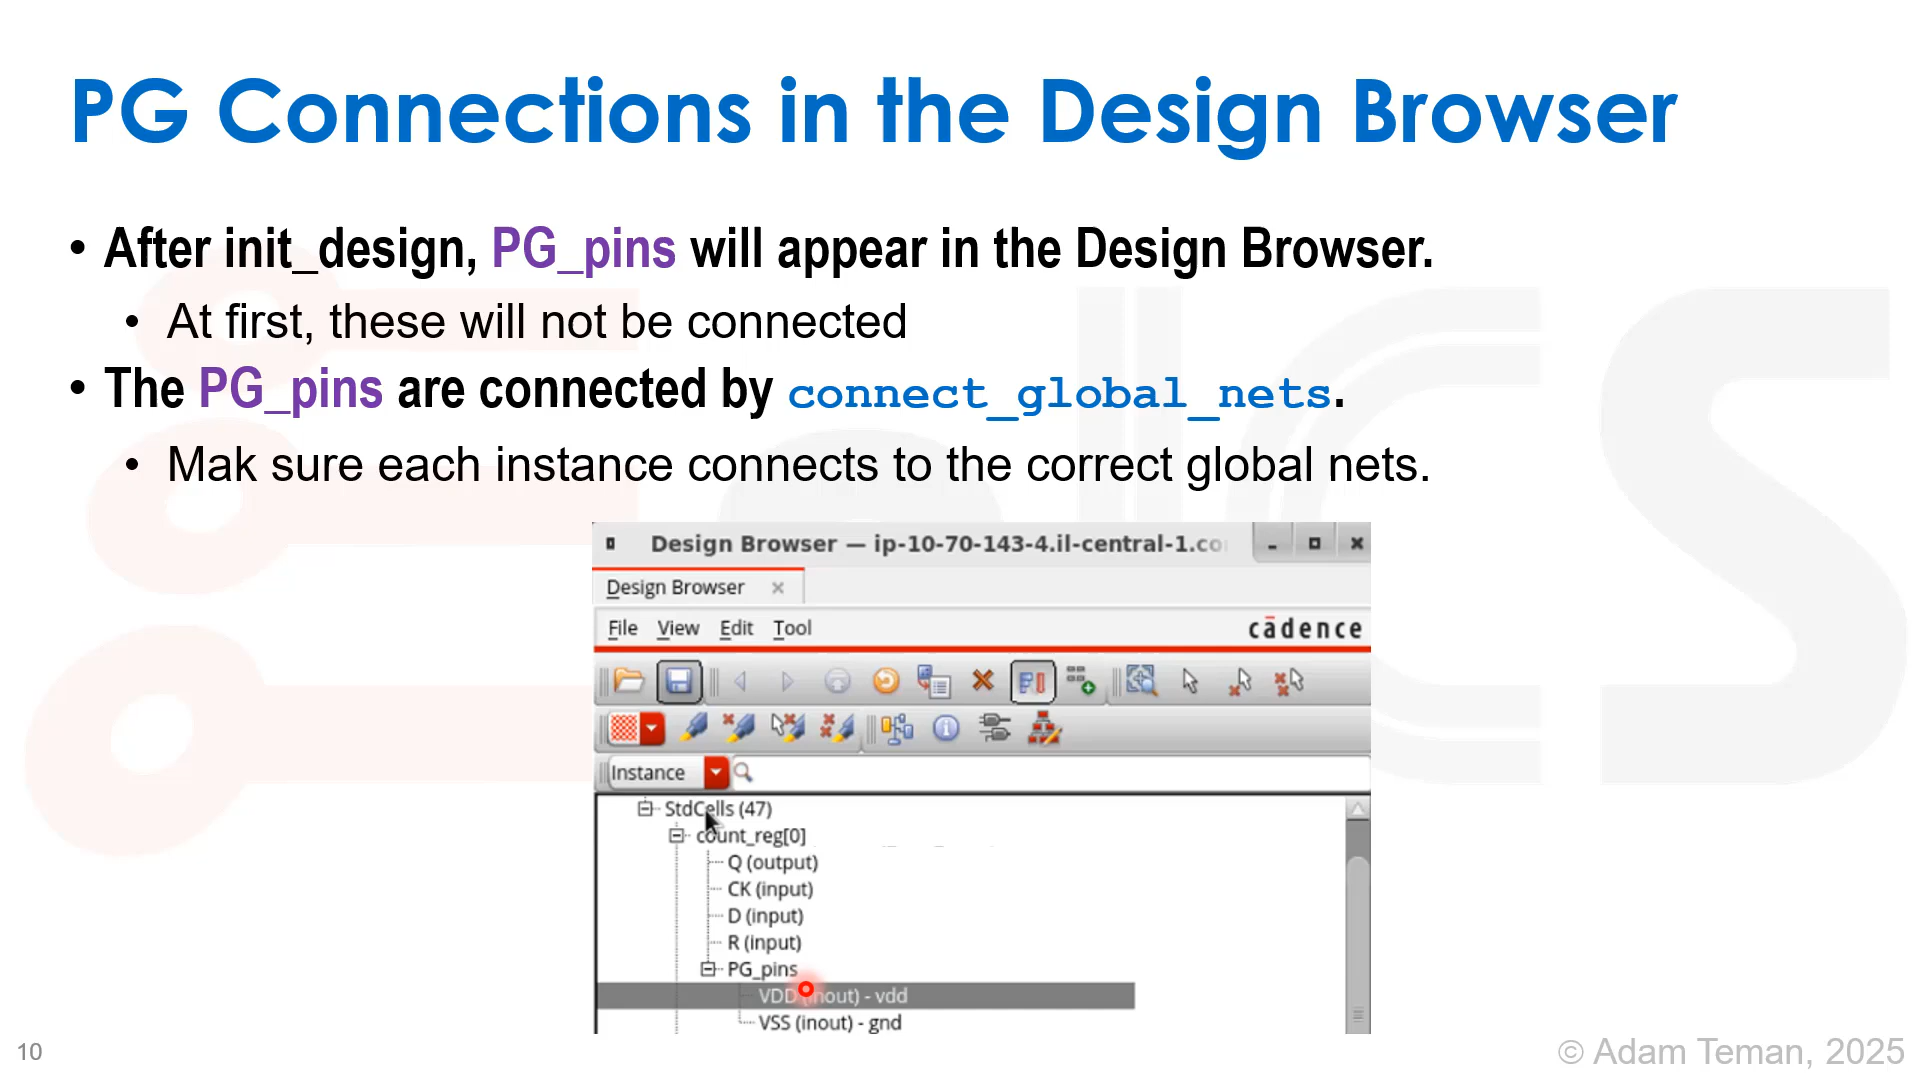 PG Connections in the Design Browser
• After init_design, PG_pins will appear in the Design Browser.
• At first, these will not be connected
• The PG_pins are connected by connect_global_nets.
• Mak sure each instance connects to the correct global nets.
Design Browser — ip-10-70-143-4.il-central-1.co
Design Browser
File View Edit Tool
cadence
Instance
StdCells (47)
count_reg[0]
Q (output)
CK (input)
D (input)
R (input)
PG_pins
VDD (inout) - vdd
VSS (inout) - gnd
10
© Adam Teman, 2025